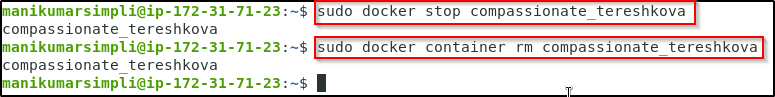 manikumarsimpli@ip-172-31-71-23:~$ sudo docker stop compassionate_tereshkova
compassionate_tereshkova
manikumarsimpli@ip-172-31-71-23:~$ sudo docker container rm compassionate_tereshkova
compassionate_tereshkova
manikumarsimpli@ip-172-31-71-23:~$